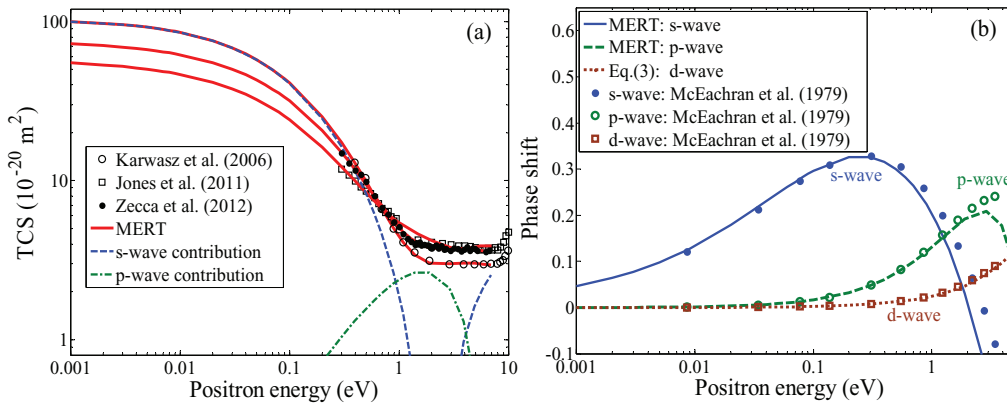 (a)
100
10
1
TCS (10⁻²⁰ m²)
Karwasz et al. (2006)
Jones et al. (2011)
Zecca et al. (2012)
MERT
s-wave contribution
p-wave contribution
0.001
0.01
0.1
1
10
Positron energy (eV)
(b)
0.6
0.5
0.4
0.3
0.2
0.1
0
-0.1
Phase shift
MERT: s-wave
MERT: p-wave
Eq.(3): d-wave
s-wave: McEachran et al. (1979)
p-wave: McEachran et al. (1979)
d-wave: McEachran et al. (1979)
s-wave
p-wave
d-wave
0.001
0.01
0.1
1
Positron energy (eV)